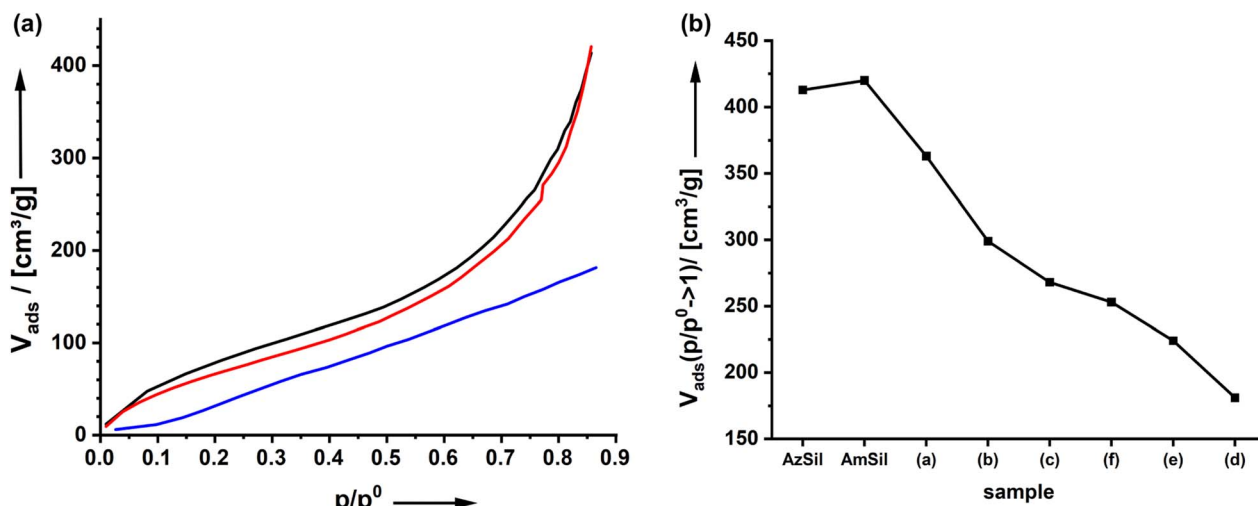 (a)
V_ads / [cm³/g]
400
300
200
100
0
0.0 0.1 0.2 0.3 0.4 0.5 0.6 0.7 0.8 0.9
p/p⁰
(b)
V_ads(p/p⁰->1)/ [cm³/g]
450
400
350
300
250
200
150
AzSil AmSil (a) (b) (c) (f) (e) (d)
sample